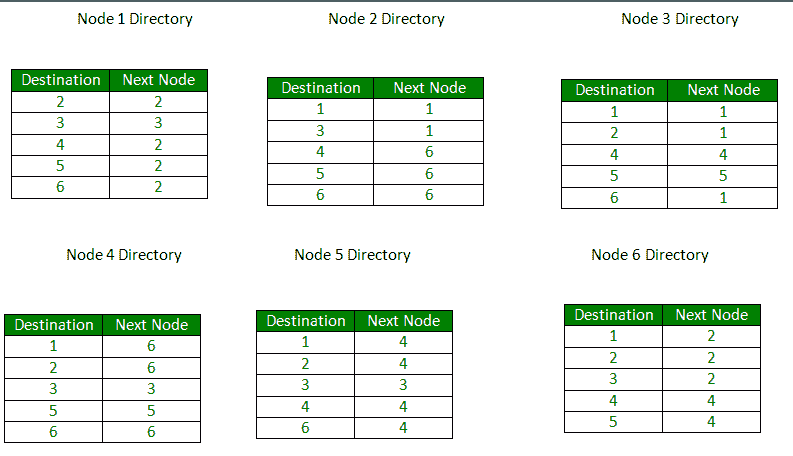 Node 1 Directory
Destination Next Node
2 2
3 3
4 2
5 2
6 2
Node 2 Directory
Destination Next Node
1 1
3 1
4 6
5 6
6 6
Node 3 Directory
Destination Next Node
1 1
2 1
4 4
5 5
6 1
Node 4 Directory
Destination Next Node
1 6
2 6
3 3
5 5
6 6
Node 5 Directory
Destination Next Node
1 4
2 4
3 3
4 4
6 4
Node 6 Directory
Destination Next Node
1 2
2 2
3 2
4 4
5 4